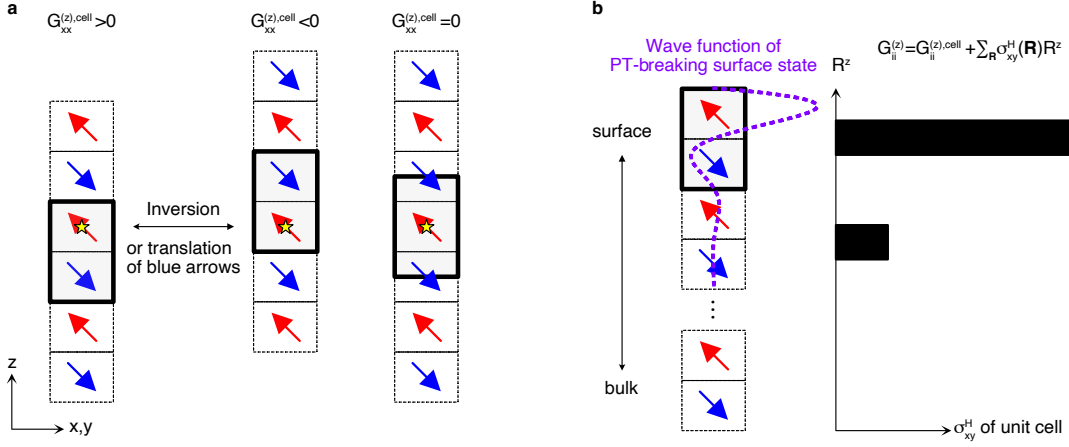 a
G_xx^(z),cell>0
G_xx^(z),cell<0
G_xx^(z),cell=0
Inversion
or translation
of blue arrows
z
x,y
b
Wave function of
PT-breaking surface state
G_ii^(z)=G_ii^(z),cell+∑_R σ_xy^H(R)R^z
R^z
surface
⋮
bulk
σ_xy^H of unit cell